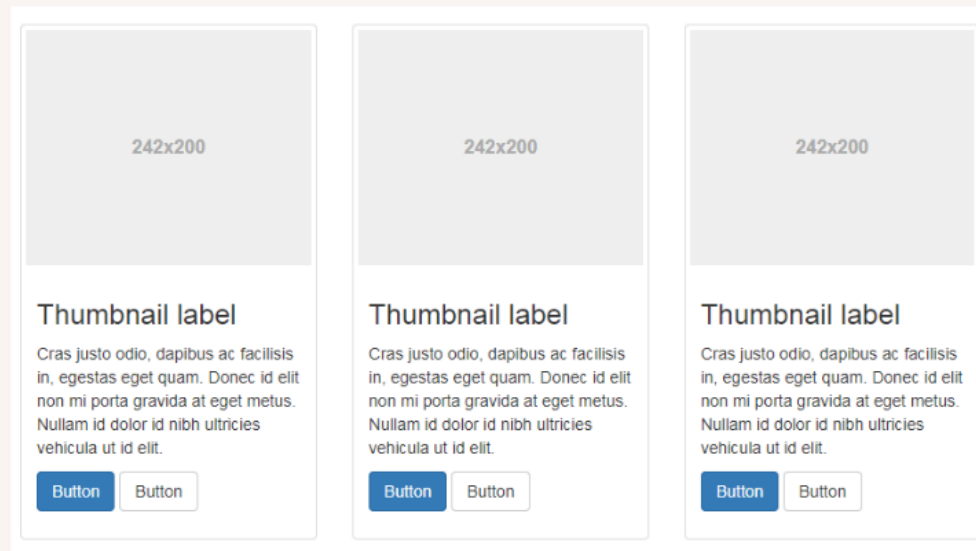 242x200
Thumbnail label
Cras justo odio, dapibus ac facilisis
in, egestas eget quam. Donec id elit
non mi porta gravida at eget metus.
Nullam id dolor id nibh ultricies
vehicula ut id elit.
Button Button
242x200
Thumbnail label
Cras justo odio, dapibus ac facilisis
in, egestas eget quam. Donec id elit
non mi porta gravida at eget metus.
Nullam id dolor id nibh ultricies
vehicula ut id elit.
Button Button
242x200
Thumbnail label
Cras justo odio, dapibus ac facilisis
in, egestas eget quam. Donec id elit
non mi porta gravida at eget metus.
Nullam id dolor id nibh ultricies
vehicula ut id elit.
Button Button